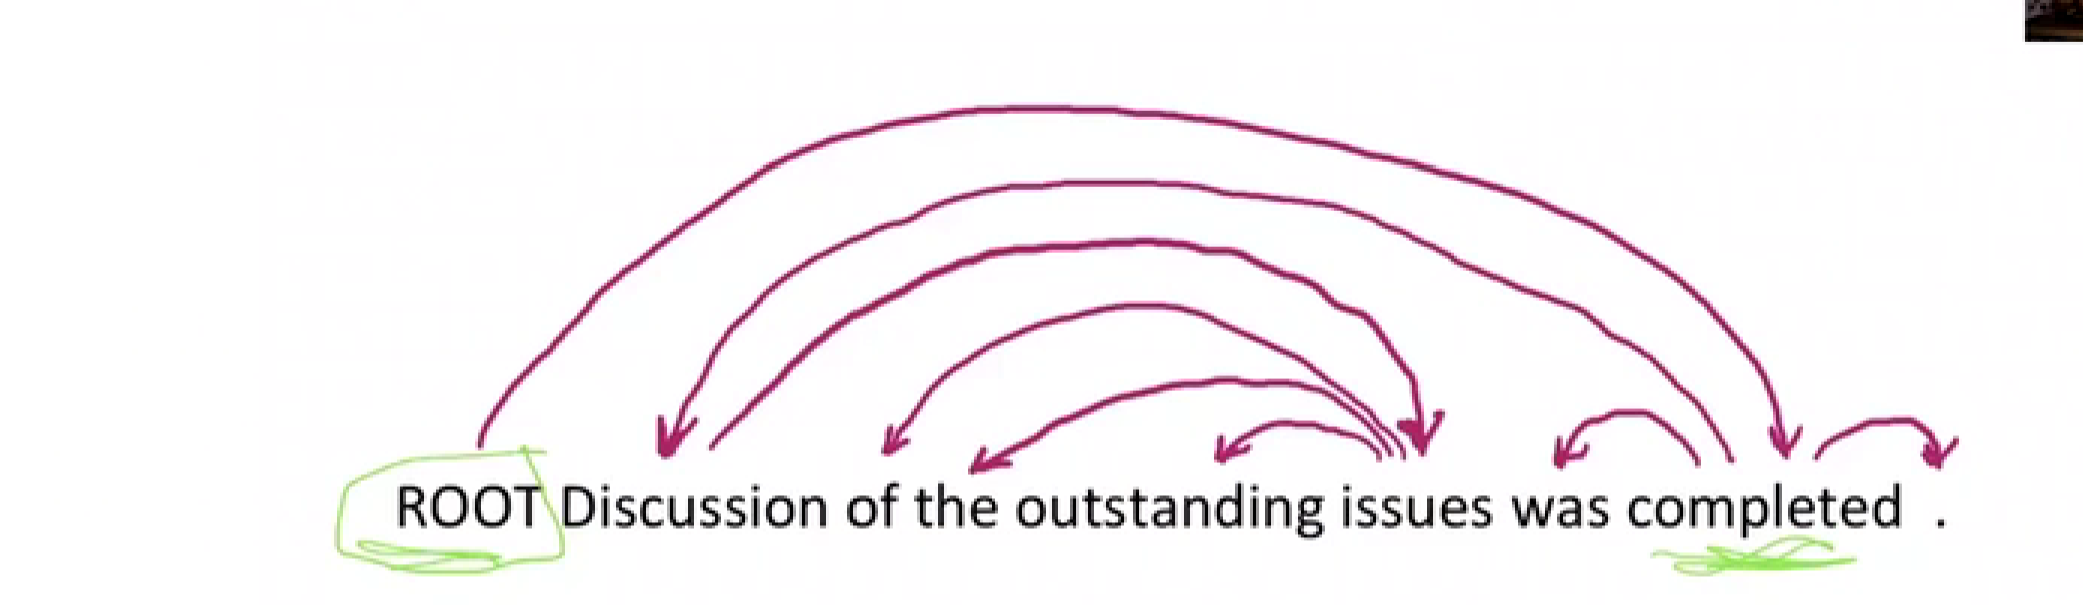 ROOT Discussion of the outstanding issues was completed .